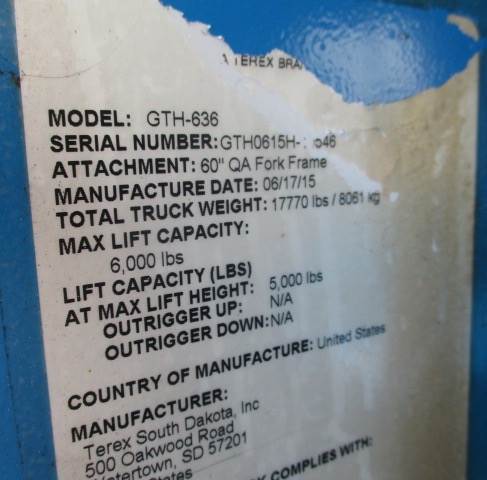 A TEREX BRA
MODEL: GTH-636
SERIAL NUMBER: GTH0615H-
ATTACHMENT: 60" QA Fork Frame
MANUFACTURE DATE: 06/17/15
TOTAL TRUCK WEIGHT: 17770 lbs / 8061 kg
MAX LIFT CAPACITY:
6,000 lbs
LIFT CAPACITY (LBS)
AT MAX LIFT HEIGHT: 5,000 lbs
OUTRIGGER UP: N/A
OUTRIGGER DOWN: N/A
COUNTRY OF MANUFACTURE: United States
MANUFACTURER:
Terex South Dakota, Inc
500 Oakwood Road
Watertown, SD 57201
States
COMPLIES WITH: